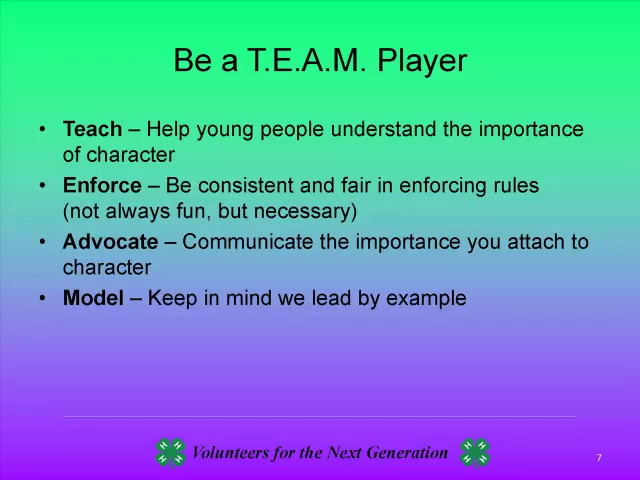 Be a T.E.A.M. Player
• Teach – Help young people understand the importance
of character
• Enforce – Be consistent and fair in enforcing rules
(not always fun, but necessary)
• Advocate – Communicate the importance you attach to
character
• Model – Keep in mind we lead by example
H H H H Volunteers for the Next Generation H H H H
7